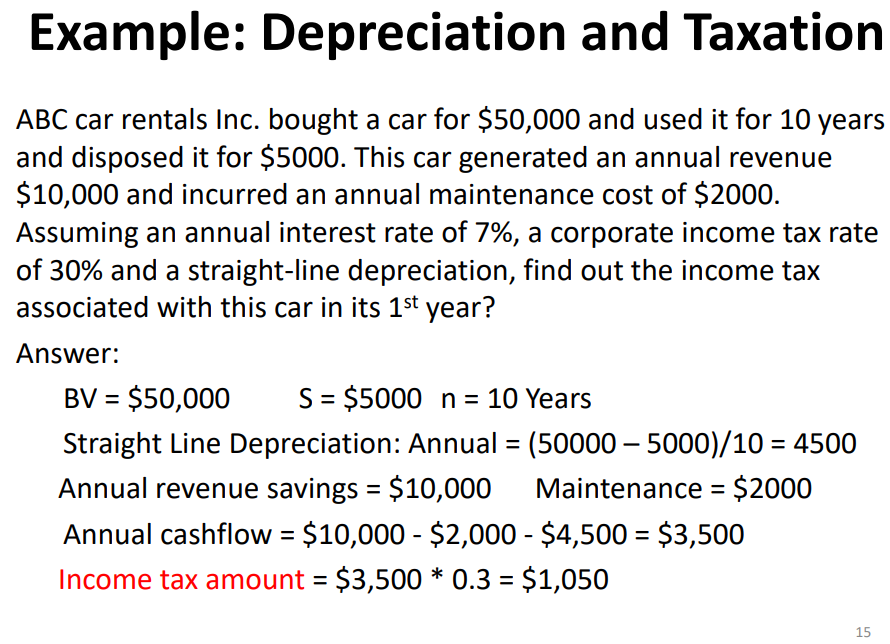 Example: Depreciation and Taxation
ABC car rentals Inc. bought a car for $50,000 and used it for 10 years
and disposed it for $5000. This car generated an annual revenue
$10,000 and incurred an annual maintenance cost of $2000.
Assuming an annual interest rate of 7%, a corporate income tax rate
of 30% and a straight-line depreciation, find out the income tax
associated with this car in its 1st year?
Answer:
BV = $50,000 S = $5000 n = 10 Years
Straight Line Depreciation: Annual = (50000 – 5000)/10 = 4500
Annual revenue savings = $10,000 Maintenance = $2000
Annual cashflow = $10,000 - $2,000 - $4,500 = $3,500
Income tax amount = $3,500 * 0.3 = $1,050
15